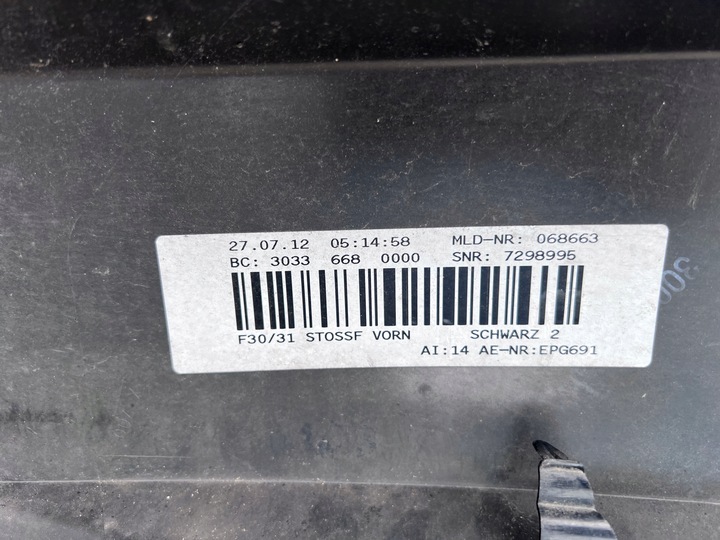 27.07.12 05:14:58 MLD-NR: 068663
BC: 3033 668 0000 SNR: 7298995
F30/31 STOSSF VORN SCHWARZ 2
AI:14 AE-NR:EPG691